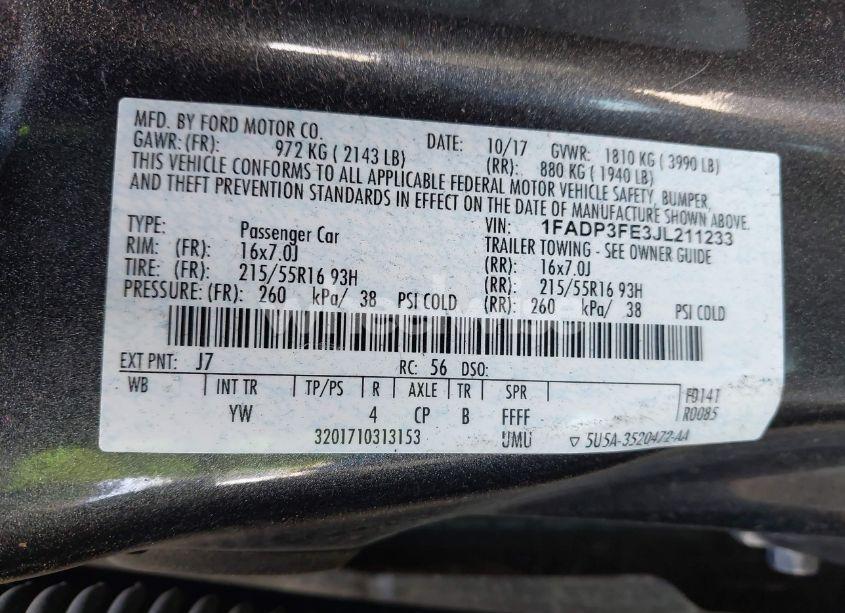 MFD. BY FORD MOTOR CO. DATE: 10/17 GVWR: 1810 KG ( 3990 LB)
GAWR: (FR): 972 KG ( 2143 LB) (RR): 880 KG ( 1940 LB)
THIS VEHICLE CONFORMS TO ALL APPLICABLE FEDERAL MOTOR VEHICLE SAFETY, BUMPER,
AND THEFT PREVENTION STANDARDS IN EFFECT ON THE DATE OF MANUFACTURE SHOWN ABOVE.
VIN: 1FADP3FE3JL211233
TYPE: Passenger Car TRAILER TOWING - SEE OWNER GUIDE
RIM: (FR): 16x7.0J (RR): 16x7.0J
TIRE: (FR): 215/55R16 93H (RR): 215/55R16 93H
PRESSURE: (FR): 260 kPa/ 38 PSI COLD (RR): 260 kPa/ 38 PSI COLD
EXT PNT: J7 RC: 56 DSO:
WB INT TR TP/PS R AXLE TR SPR
YW 4 CP B FFFF
F0141
R0085
3201710313153 UMU ▽ 5U5A-3520472-AA